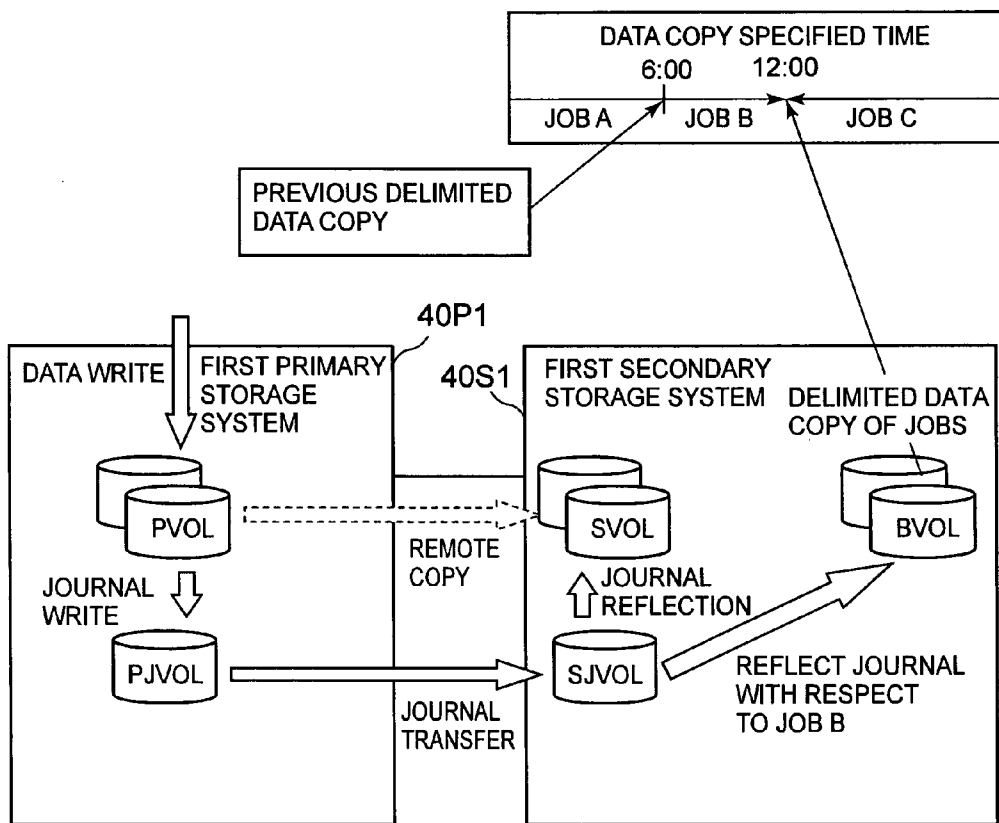 DATA COPY SPECIFIED TIME
6:00 12:00
JOB A JOB B JOB C
PREVIOUS DELIMITED
DATA COPY
40P1
DATA WRITE
FIRST PRIMARY
STORAGE
SYSTEM
40S1
FIRST SECONDARY
STORAGE SYSTEM
DELIMITED DATA
COPY OF JOBS
PVOL
REMOTE
COPY
SVOL
BVOL
JOURNAL
WRITE
JOURNAL
REFLECTION
PJVOL
JOURNAL
TRANSFER
SJVOL
REFLECT JOURNAL
WITH RESPECT
TO JOB B